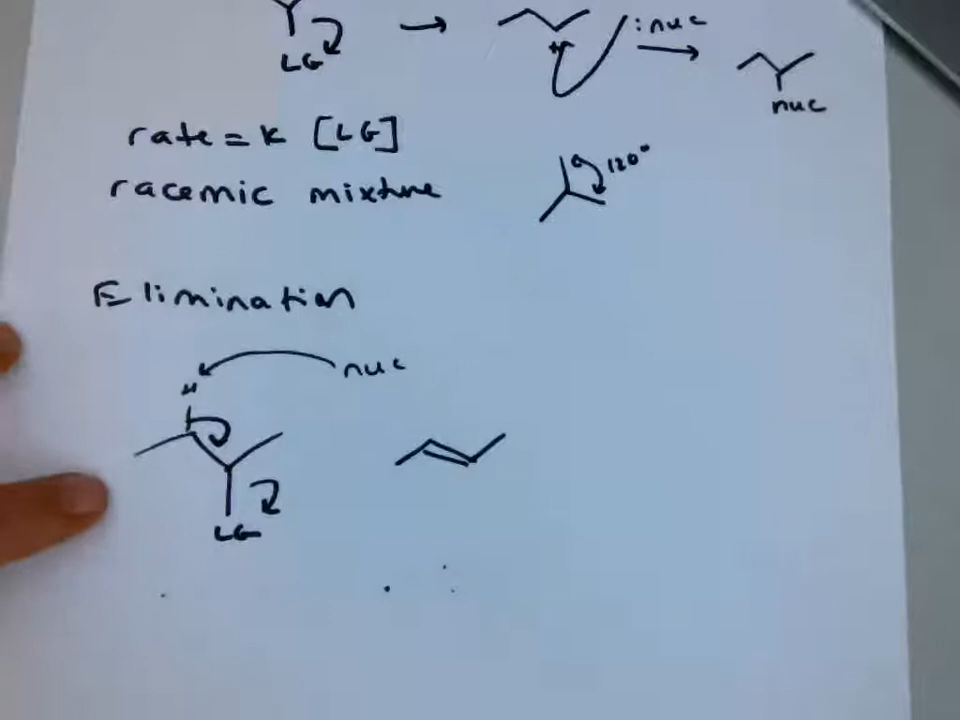 LG
:nuc
nuc
rate = k [LG]
120°
racemic mixture
Elimination
nuc
H
LG